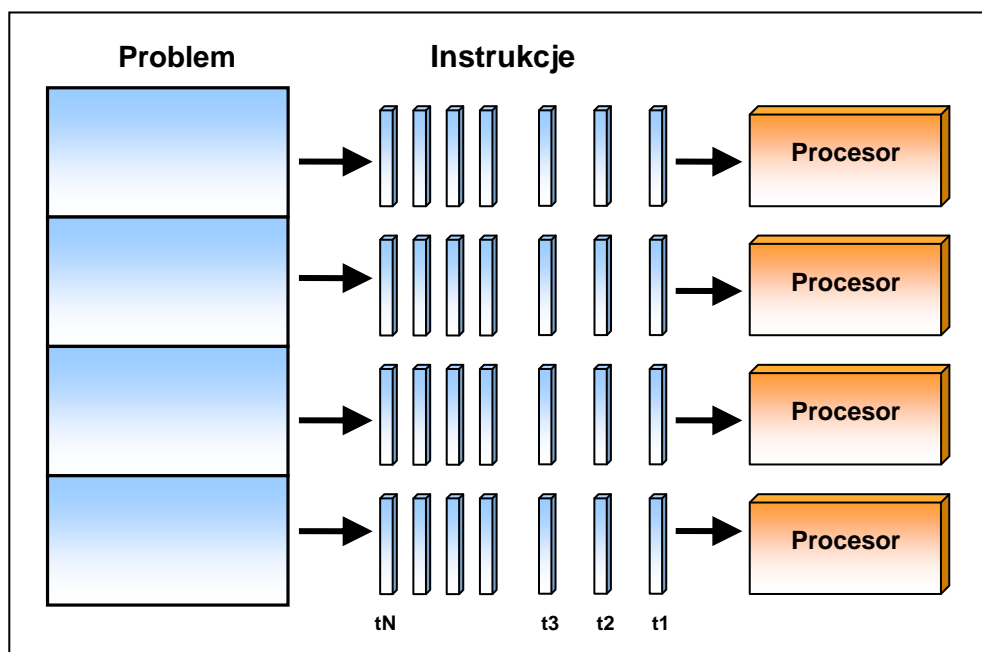 Problem Instrukcje
Procesor
Procesor
Procesor
Procesor
tN t3 t2 t1